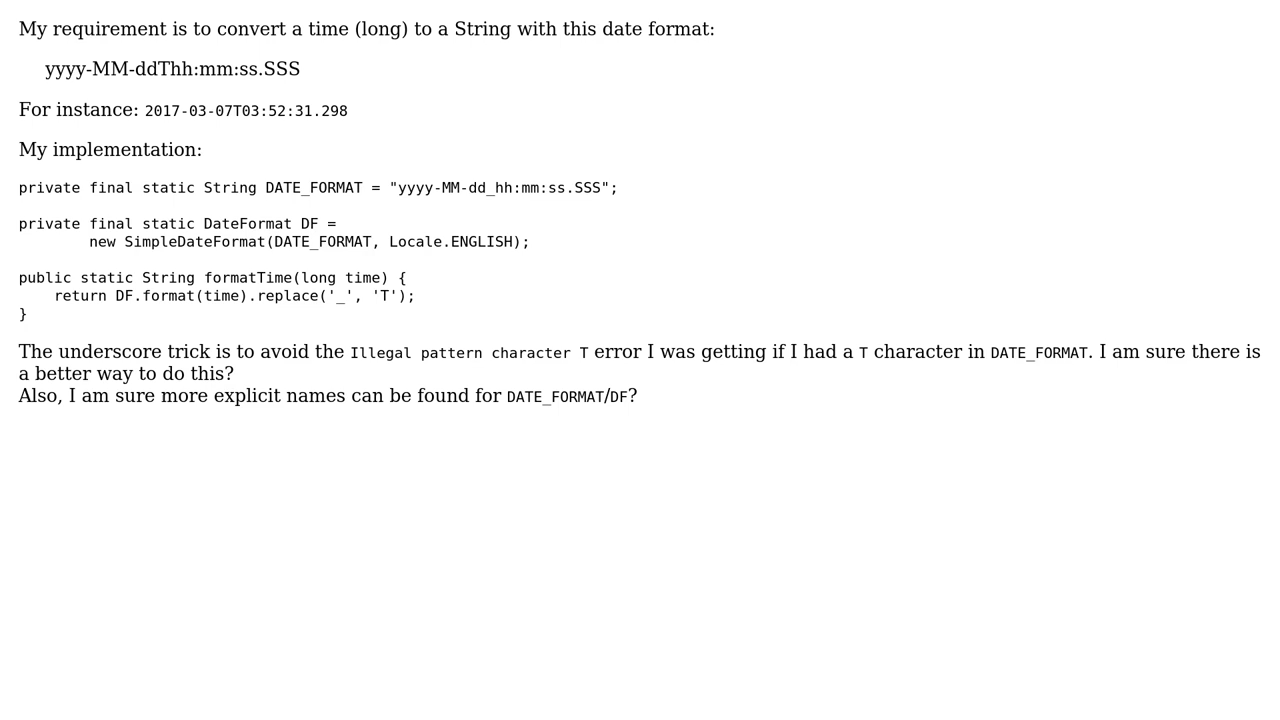 My requirement is to convert a time (long) to a String with this date format:
yyyy-MM-ddThh:mm:ss.SSS
For instance: 2017-03-07T03:52:31.298
My implementation:
private final static String DATE_FORMAT = "yyyy-MM-dd_hh:mm:ss.SSS";
private final static DateFormat DF =
        new SimpleDateFormat(DATE_FORMAT, Locale.ENGLISH);
public static String formatTime(long time) {
    return DF.format(time).replace('_', 'T');
}
The underscore trick is to avoid the Illegal pattern character T error I was getting if I had a T character in DATE_FORMAT. I am sure there is
a better way to do this?
Also, I am sure more explicit names can be found for DATE_FORMAT/DF?